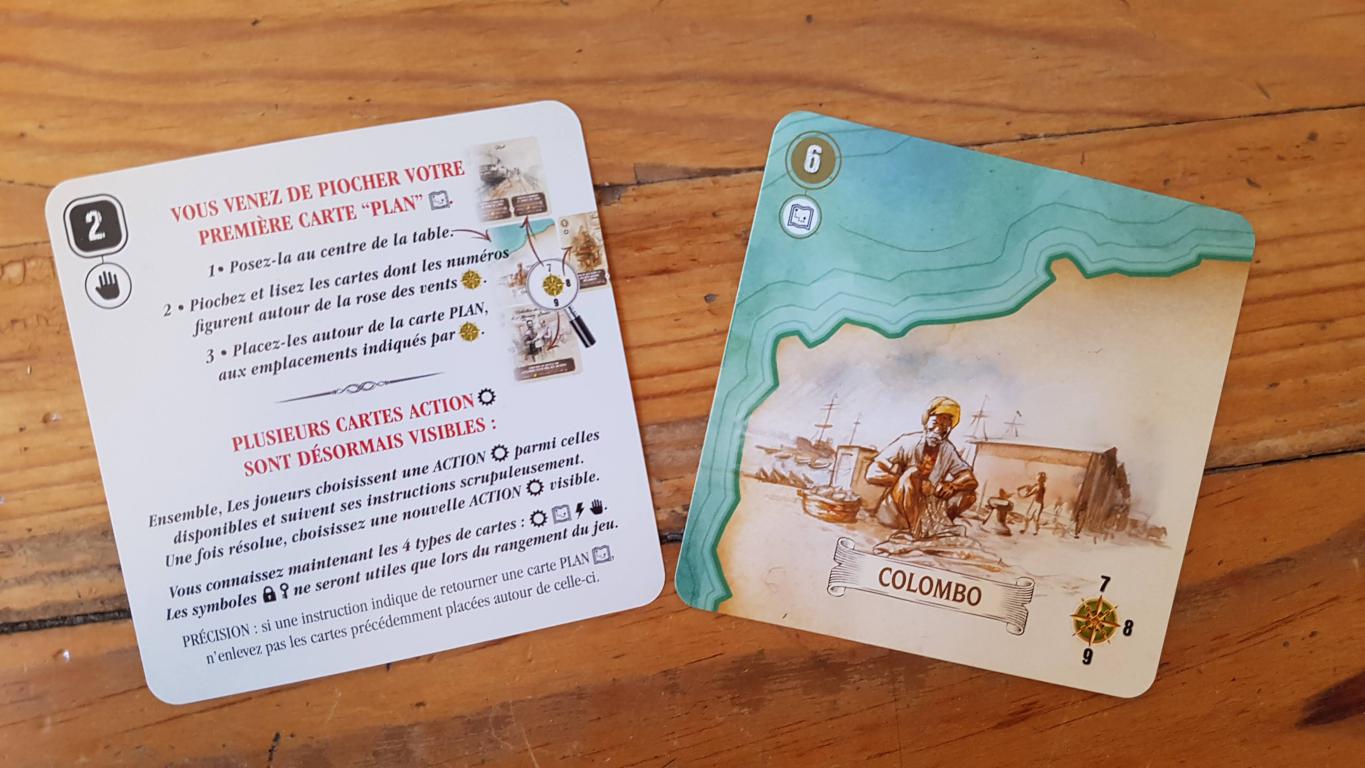 2
VOUS VENEZ DE PIOCHER VOTRE
PREMIÈRE CARTE “PLAN” .
1• Posez-la au centre de la table.
2 • Piochez et lisez les cartes dont les numéros
figurent autour de la rose des vents .
3 • Placez-les autour de la carte PLAN,
aux emplacements indiqués par .
7
8
9
PLUSIEURS CARTES ACTION
SONT DÉSORMAIS VISIBLES :
Ensemble, Les joueurs choisissent une ACTION parmi celles
disponibles et suivent ses instructions scrupuleusement.
Une fois résolue, choisissez une nouvelle ACTION visible.
Vous connaissez maintenant les 4 types de cartes : .
Les symboles ne seront utiles que lors du rangement du jeu.
PRÉCISION : si une instruction indique de retourner une carte PLAN ,
n’enlevez pas les cartes précédemment placées autour de celle-ci.
6
COLOMBO
7
8
9